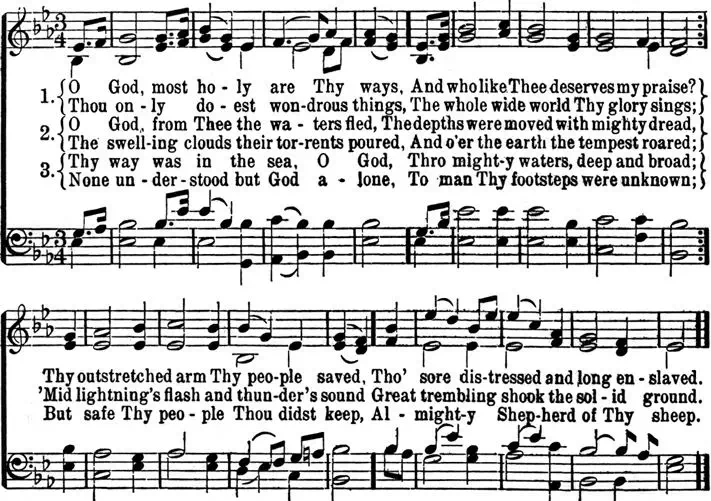 1. { O God, most ho - ly are Thy ways, And who like Thee deserves my praise? }
Thou on - ly do - est won-drous things, The whole wide world Thy glory sings; }
2. { O God, from Thee the wa - ters fled, The depths were moved with mighty dread, }
The swell-ing clouds their tor-rents poured, And o'er the earth the tempest roared; }
3. { Thy way was in the sea, O God, Thro might-y waters, deep and broad; }
None un - der-stood but God a - lone, To man Thy footsteps were unknown; }
Thy outstretched arm Thy peo-ple saved, Tho' sore dis-tressed and long en - slaved.
'Mid lightning's flash and thun-der's sound Great trembling shook the sol - id ground.
But safe Thy peo - ple Thou didst keep, Al - might-y Shep-herd of Thy sheep.